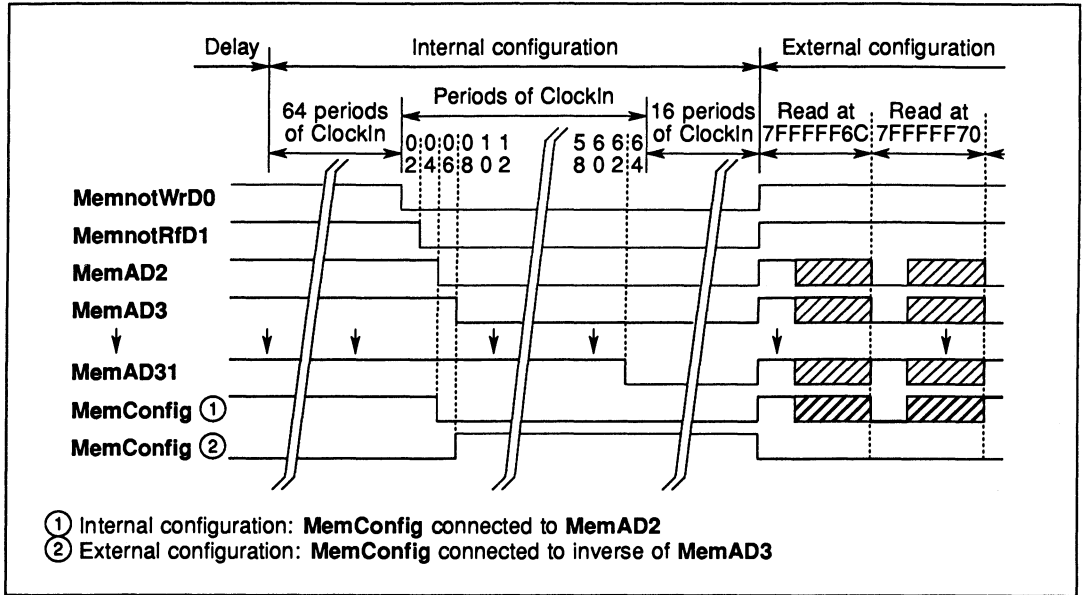 Delay Internal configuration External configuration
Periods of ClockIn
64 periods 16 periods Read at Read at
of ClockIn of ClockIn 7FFFFF6C 7FFFFF70
0 0 0 0 1 1 5 6 6 6
2 4 6 8 0 2 8 0 2 4
MemnotWrD0
MemnotRfD1
MemAD2
MemAD3
MemAD31
MemConfig ①
MemConfig ②
① Internal configuration: MemConfig connected to MemAD2
② External configuration: MemConfig connected to inverse of MemAD3